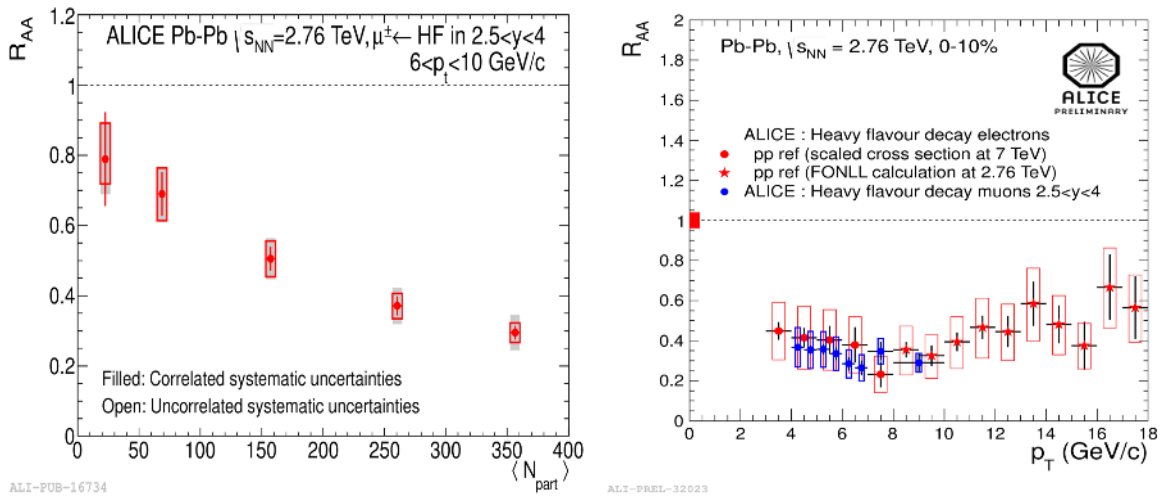 R_AA
ALICE Pb-Pb √s_NN=2.76 TeV, μ±← HF in 2.5<y<4
6<p_t<10 GeV/c
1
0.8
0.6
0.4
0.2
0
Filled: Correlated systematic uncertainties
Open: Uncorrelated systematic uncertainties
0 50 100 150 200 250 300 350 400
⟨N_part⟩
ALI-PUB-16734
R_AA
2
1.8
1.6
1.4
1.2
1
0.8
0.6
0.4
0.2
0
Pb-Pb, √s_NN = 2.76 TeV, 0-10%
ALICE
PRELIMINARY
ALICE : Heavy flavour decay electrons
pp ref (scaled cross section at 7 TeV)
pp ref (FONLL calculation at 2.76 TeV)
ALICE : Heavy flavour decay muons 2.5<y<4
0 2 4 6 8 10 12 14 16 18
p_T (GeV/c)
ALI-PREL-32023